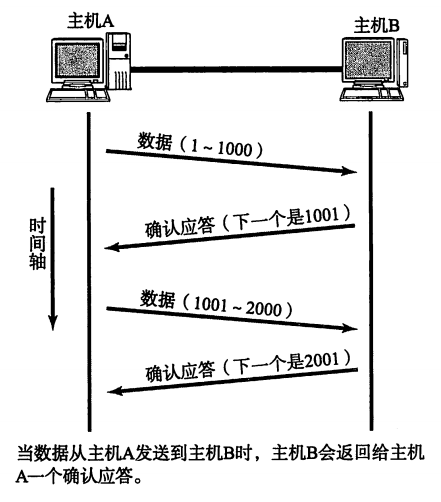 主机A
主机B
数据（1～1000）
确认应答（下一个是1001）
时间轴
数据（1001～2000）
确认应答（下一个是2001）
当数据从主机A发送到主机B时，主机B会返回给主机
A一个确认应答。